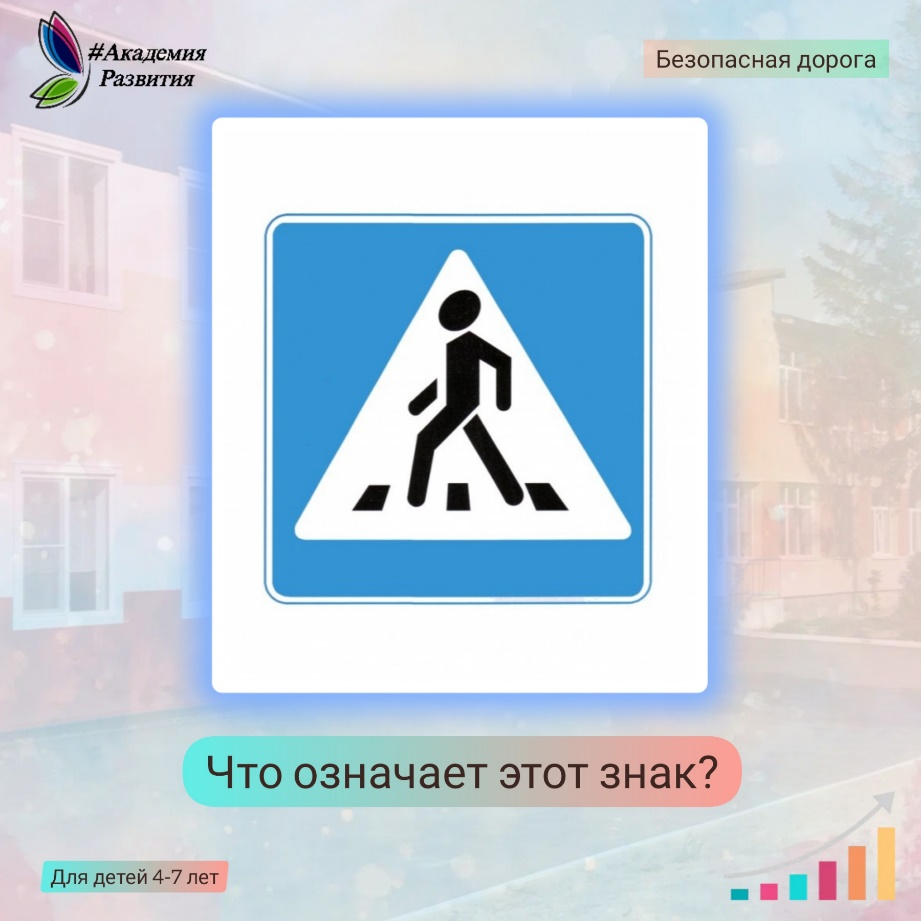 #Академия
Развития
Безопасная дорога
Что означает этот знак?
Для детей 4-7 лет